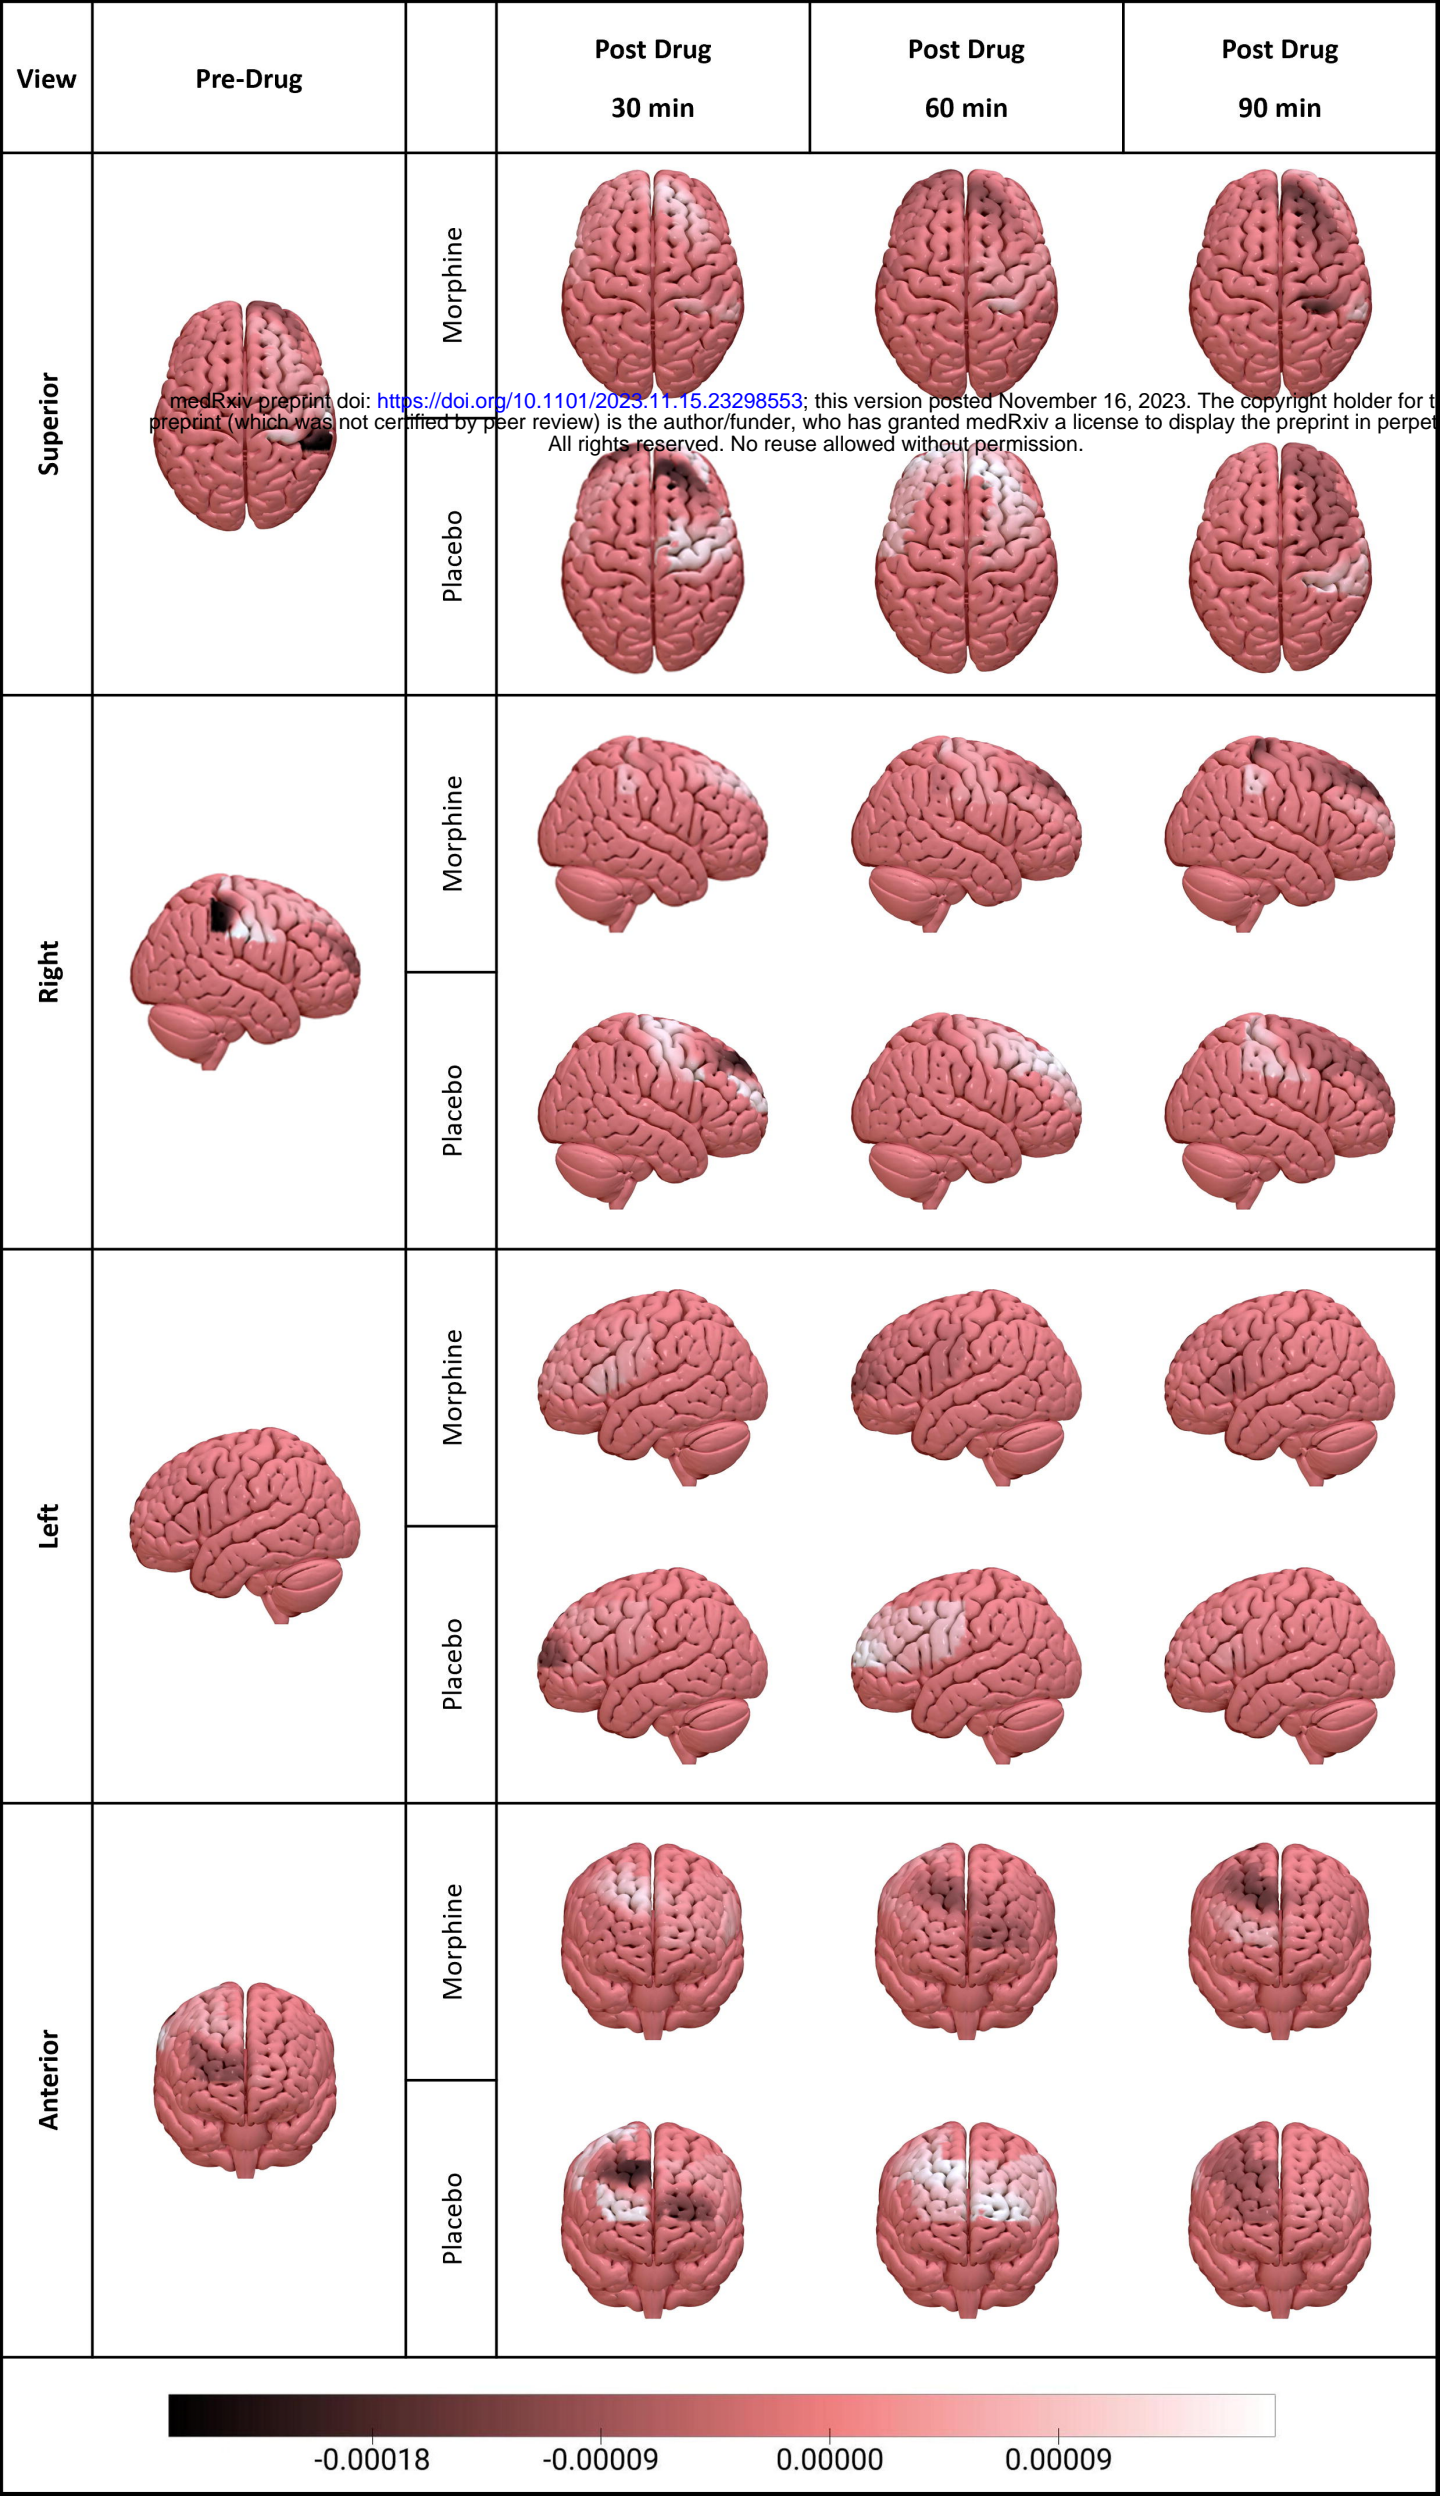 View
Pre-Drug
Post Drug
30 min
Post Drug
60 min
Post Drug
90 min
Superior
Morphine
medRxiv preprint doi: https://doi.org/10.1101/2023.11.15.23298553; this version posted November 16, 2023. The copyright holder for t
preprint (which was not certified by peer review) is the author/funder, who has granted medRxiv a license to display the preprint in perpet
All rights reserved. No reuse allowed without permission.
Placebo
Right
Morphine
Placebo
Left
Morphine
Placebo
Anterior
Morphine
Placebo
-0.00018
-0.00009
0.00000
0.00009